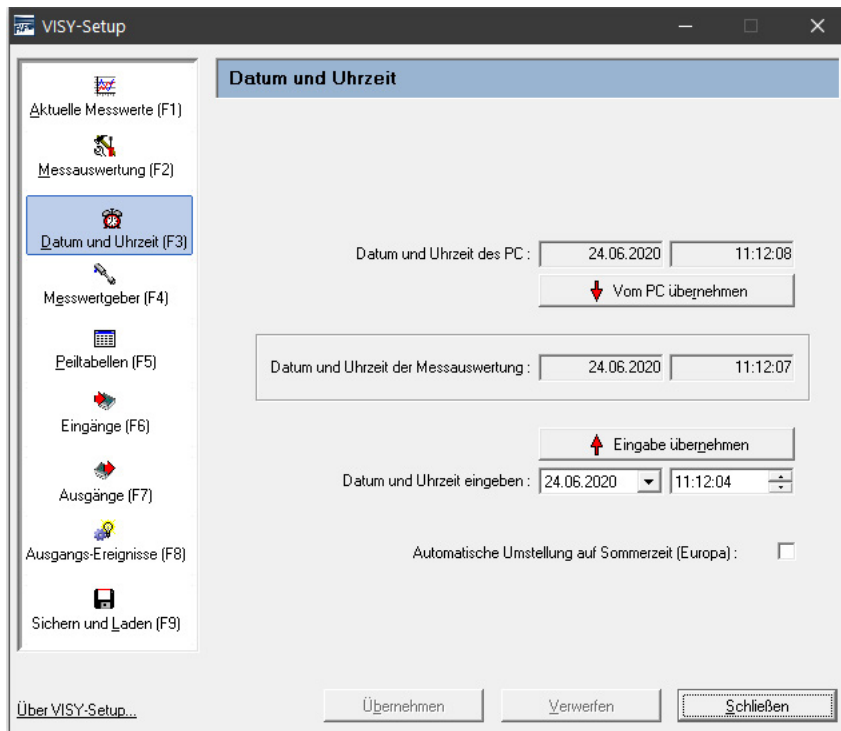 VISY-Setup
Aktuelle Messwerte (F1)
Messauswertung (F2)
Datum und Uhrzeit (F3)
Messwertgeber (F4)
Peiltabellen (F5)
Eingänge (F6)
Ausgänge (F7)
Ausgangs-Ereignisse (F8)
Sichern und Laden (F9)
Über VISY-Setup...
Datum und Uhrzeit
Datum und Uhrzeit des PC : 24.06.2020 11:12:08
Vom PC übernehmen
Datum und Uhrzeit der Messauswertung : 24.06.2020 11:12:07
Eingabe übernehmen
Datum und Uhrzeit eingeben : 24.06.2020 11:12:04
Automatische Umstellung auf Sommerzeit (Europa) :
Übernehmen Verwerfen Schließen